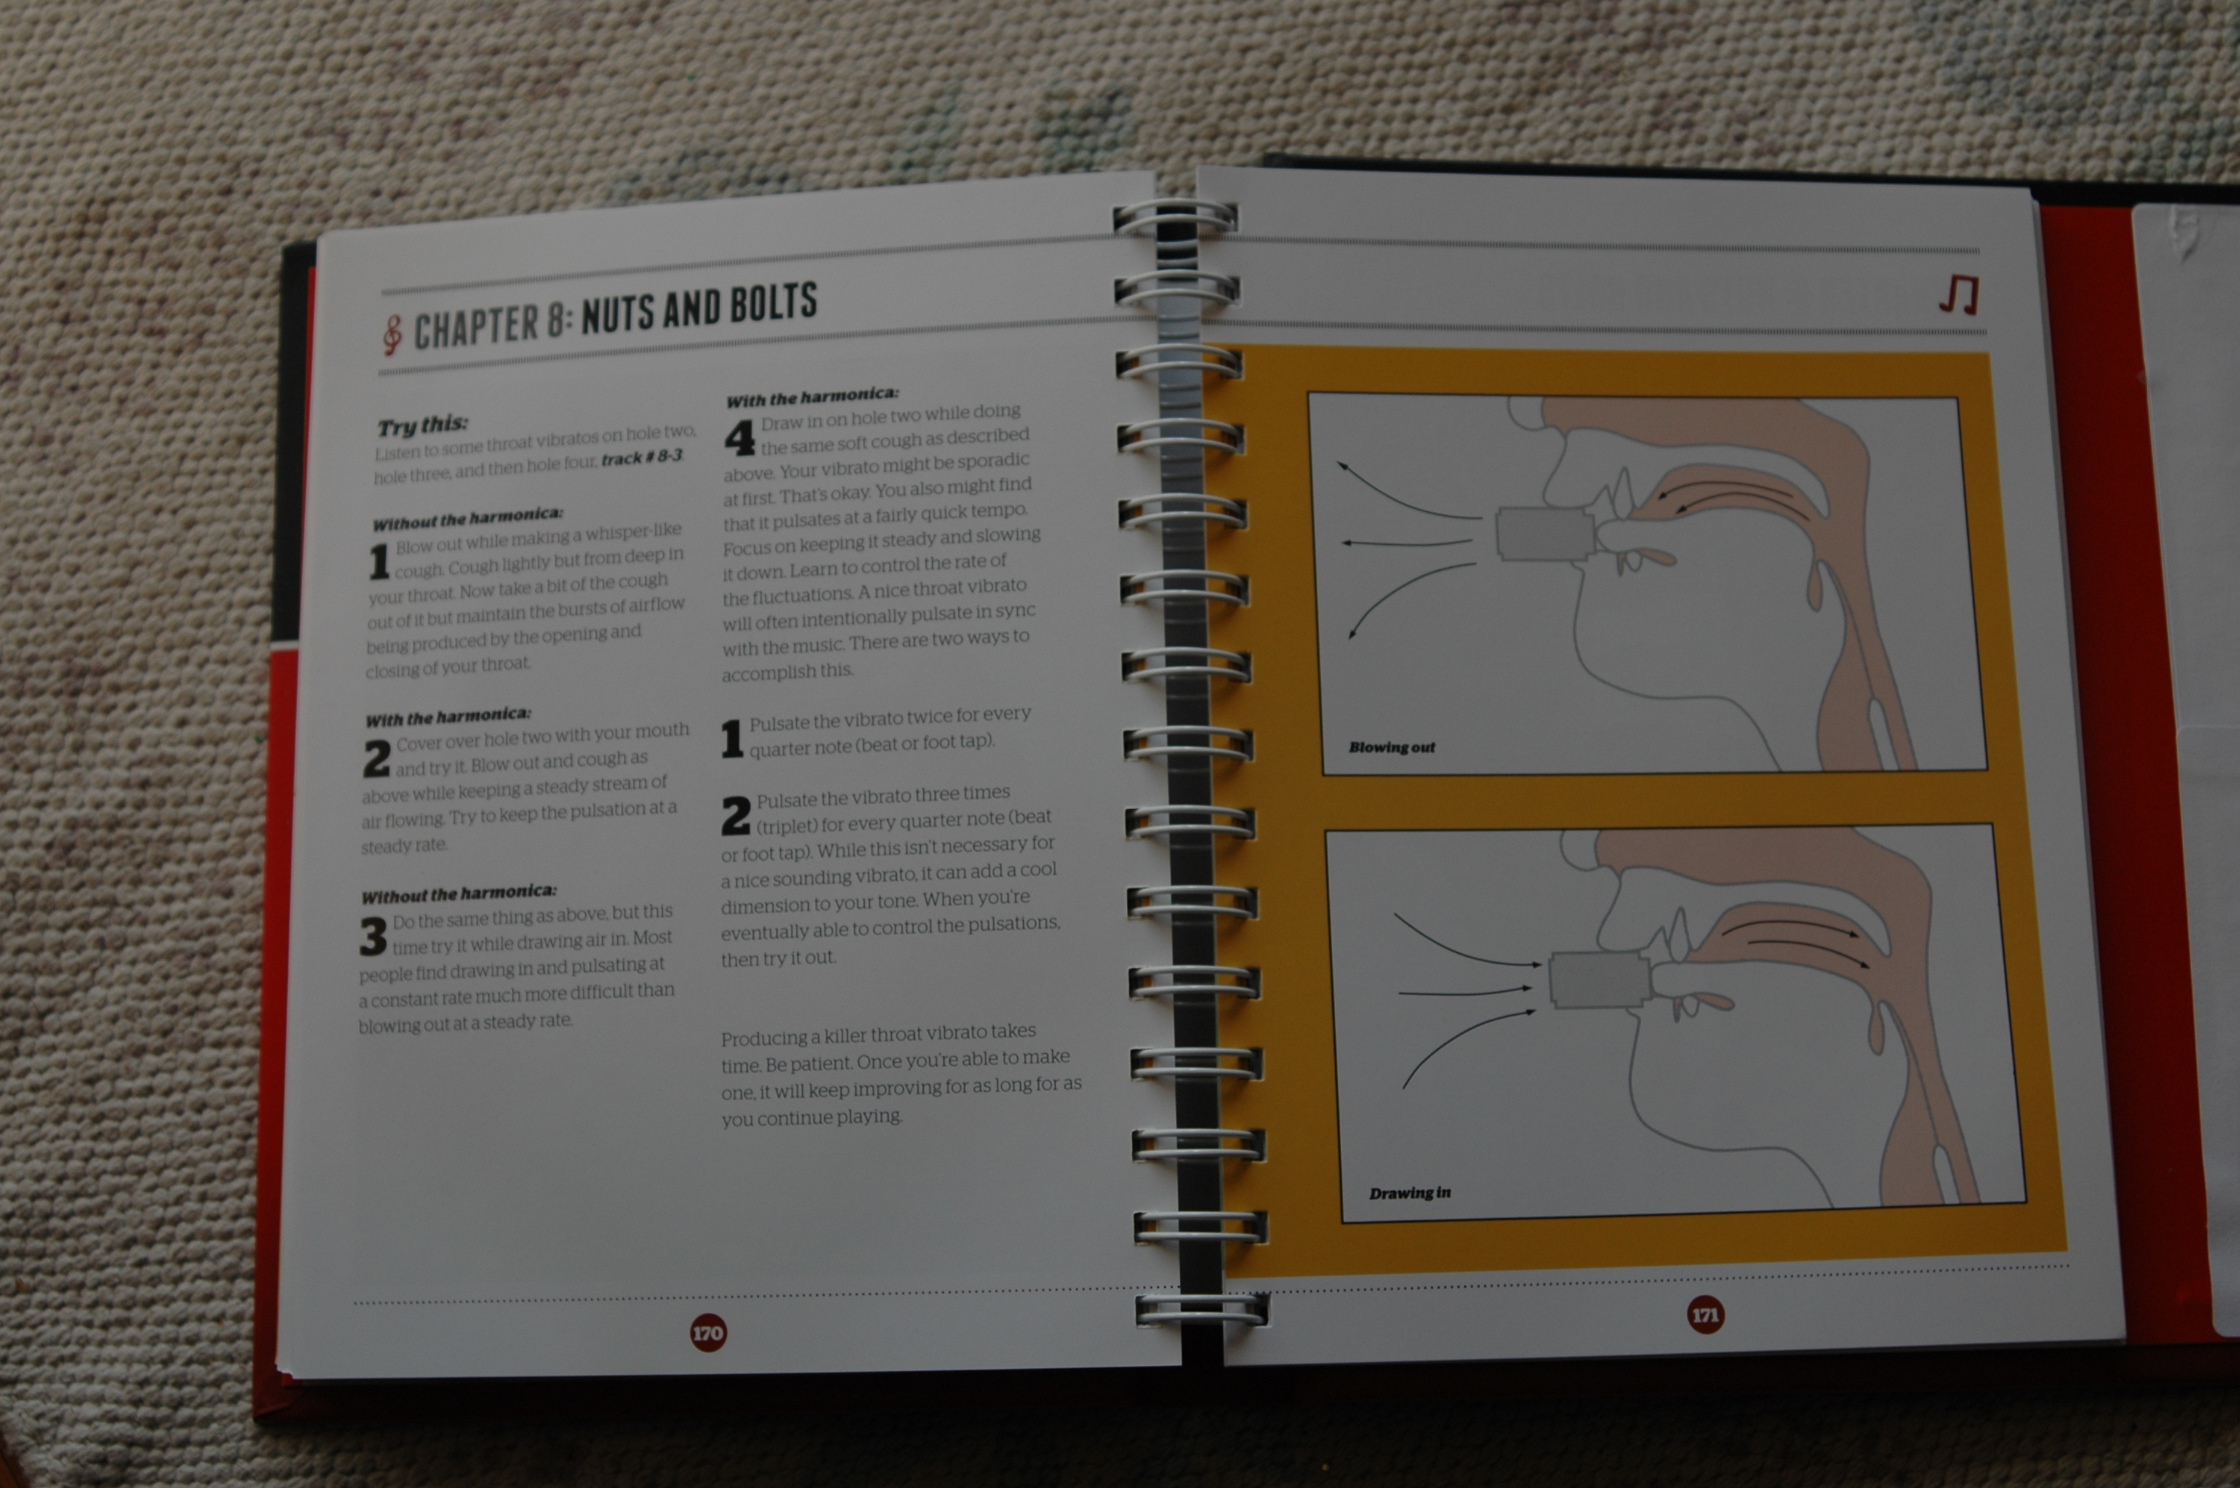 CHAPTER 8: NUTS AND BOLTS
Try this:
Listen to some throat vibratos on hole two,
hole three, and then hole four, track # 8-3
Without the harmonica:
1 Blow out while making a whisper-like
cough. Cough lightly but from deep in
your throat. Now take a bit of the cough
out of it but maintain the bursts of airflow
being produced by the opening and
closing of your throat.
With the harmonica:
2 Cover over hole two with your mouth
and try it. Blow out and cough as
above while keeping a steady stream of
air flowing. Try to keep the pulsation at a
steady rate.
Without the harmonica:
3 Do the same thing as above, but this
time try it while drawing air in. Most
people find drawing in and pulsating at
a constant rate much more difficult than
blowing out at a steady rate.
With the harmonica:
4 Draw in on hole two while doing
the same soft cough as described
above. Your vibrato might be sporadic
at first. That's okay. You also might find
that it pulsates at a fairly quick tempo.
Focus on keeping it steady and slowing
it down. Learn to control the rate of
the fluctuations. A nice throat vibrato
will often intentionally pulsate in sync
with the music. There are two ways to
accomplish this.
1 Pulsate the vibrato twice for every
quarter note (beat or foot tap).
2 Pulsate the vibrato three times
(triplet) for every quarter note (beat
or foot tap). While this isn't necessary for
a nice sounding vibrato, it can add a cool
dimension to your tone. When you're
eventually able to control the pulsations,
then try it out.
Producing a killer throat vibrato takes
time. Be patient. Once you're able to make
one, it will keep improving for as long for as
you continue playing.
170
Blowing out
Drawing in
171